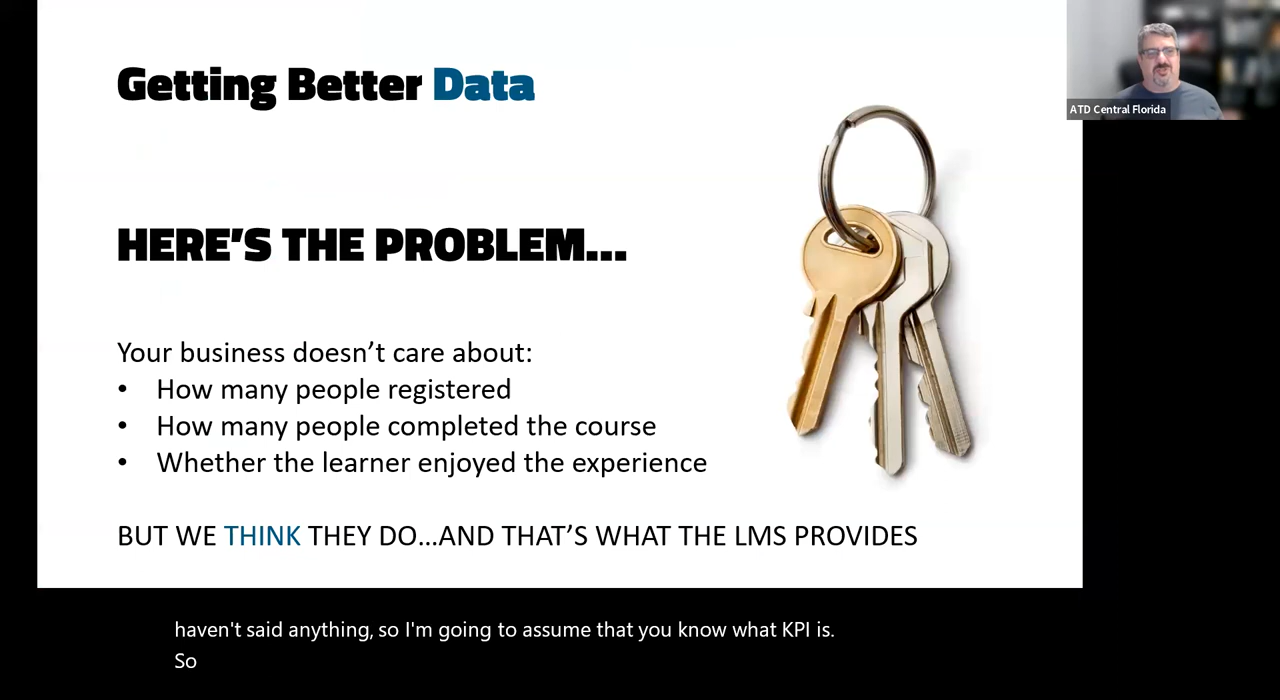 Getting Better Data
ATD Central Florida
HERE’S THE PROBLEM...
Your business doesn’t care about:
• How many people registered
• How many people completed the course
• Whether the learner enjoyed the experience
BUT WE THINK THEY DO...AND THAT’S WHAT THE LMS PROVIDES
haven't said anything, so I'm going to assume that you know what KPI is.
So